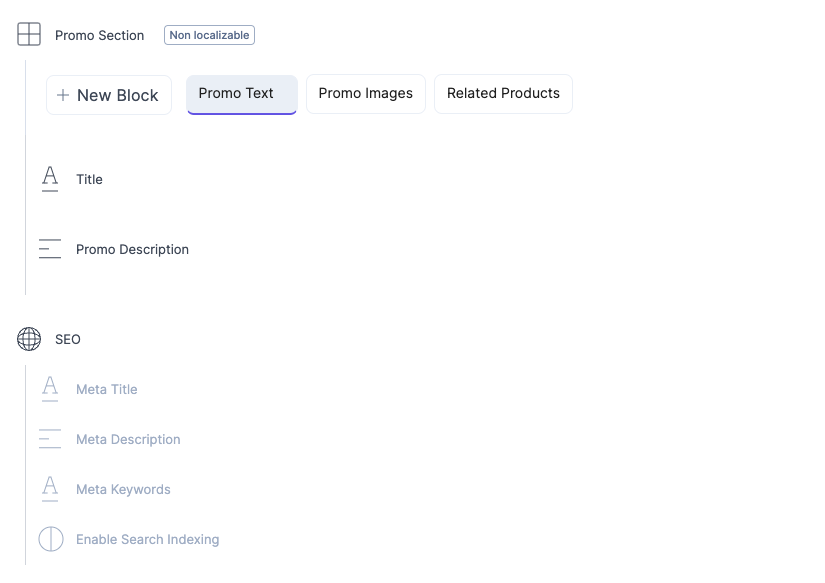 Promo Section Non localizable
+ New Block Promo Text Promo Images Related Products
A Title
Promo Description
SEO
A Meta Title
Meta Description
A Meta Keywords
Enable Search Indexing